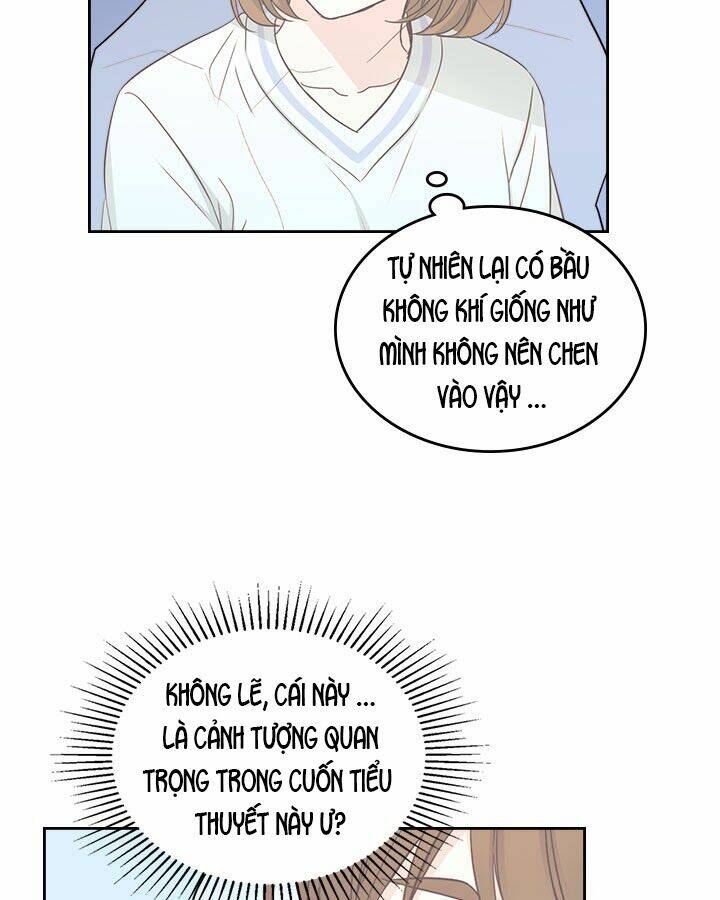 TỰ NHIÊN LẠI CÓ BẦU
KHÔNG KHÍ GIỐNG NHƯ
MÌNH KHÔNG NÊN CHEN
VÀO VẬY ...
KHÔNG LẼ, CÁI NÀY ...
LÀ CẢNH TƯỢNG QUAN
TRỌNG TRONG CUỐN TIỂU
THUYẾT NÀY Ư?